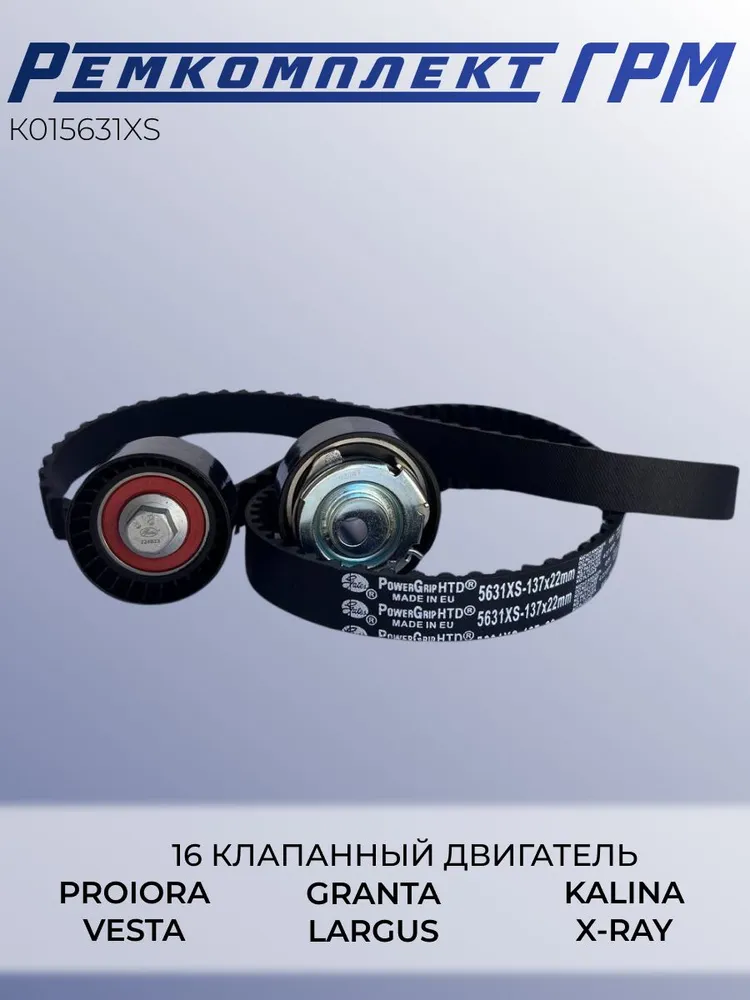 РЕМКОМПЛЕКТ ГРМ
K015631XS
Gates POWERGRIP HTD® 5631XS-137x22mm
MADE IN EU
Gates POWERGRIP HTD® 5631XS-137x22mm
MADE IN EU
POWERGRIP HTD®
16 КЛАПАННЫЙ ДВИГАТЕЛЬ
PROIORA GRANTA KALINA
VESTA LARGUS X-RAY